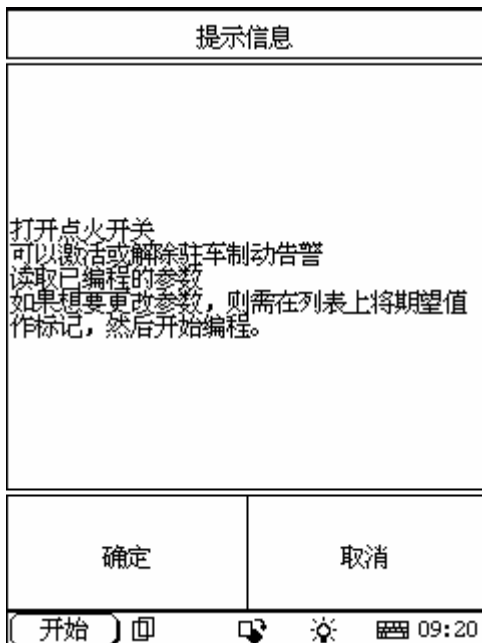 提示信息
打开点火开关
可以激活或解除驻车制动告警
读取已编程的参数
如果想要更改参数，则需在列表上将期望值
作标记，然后开始编程。
确定
取消
开始
09:20